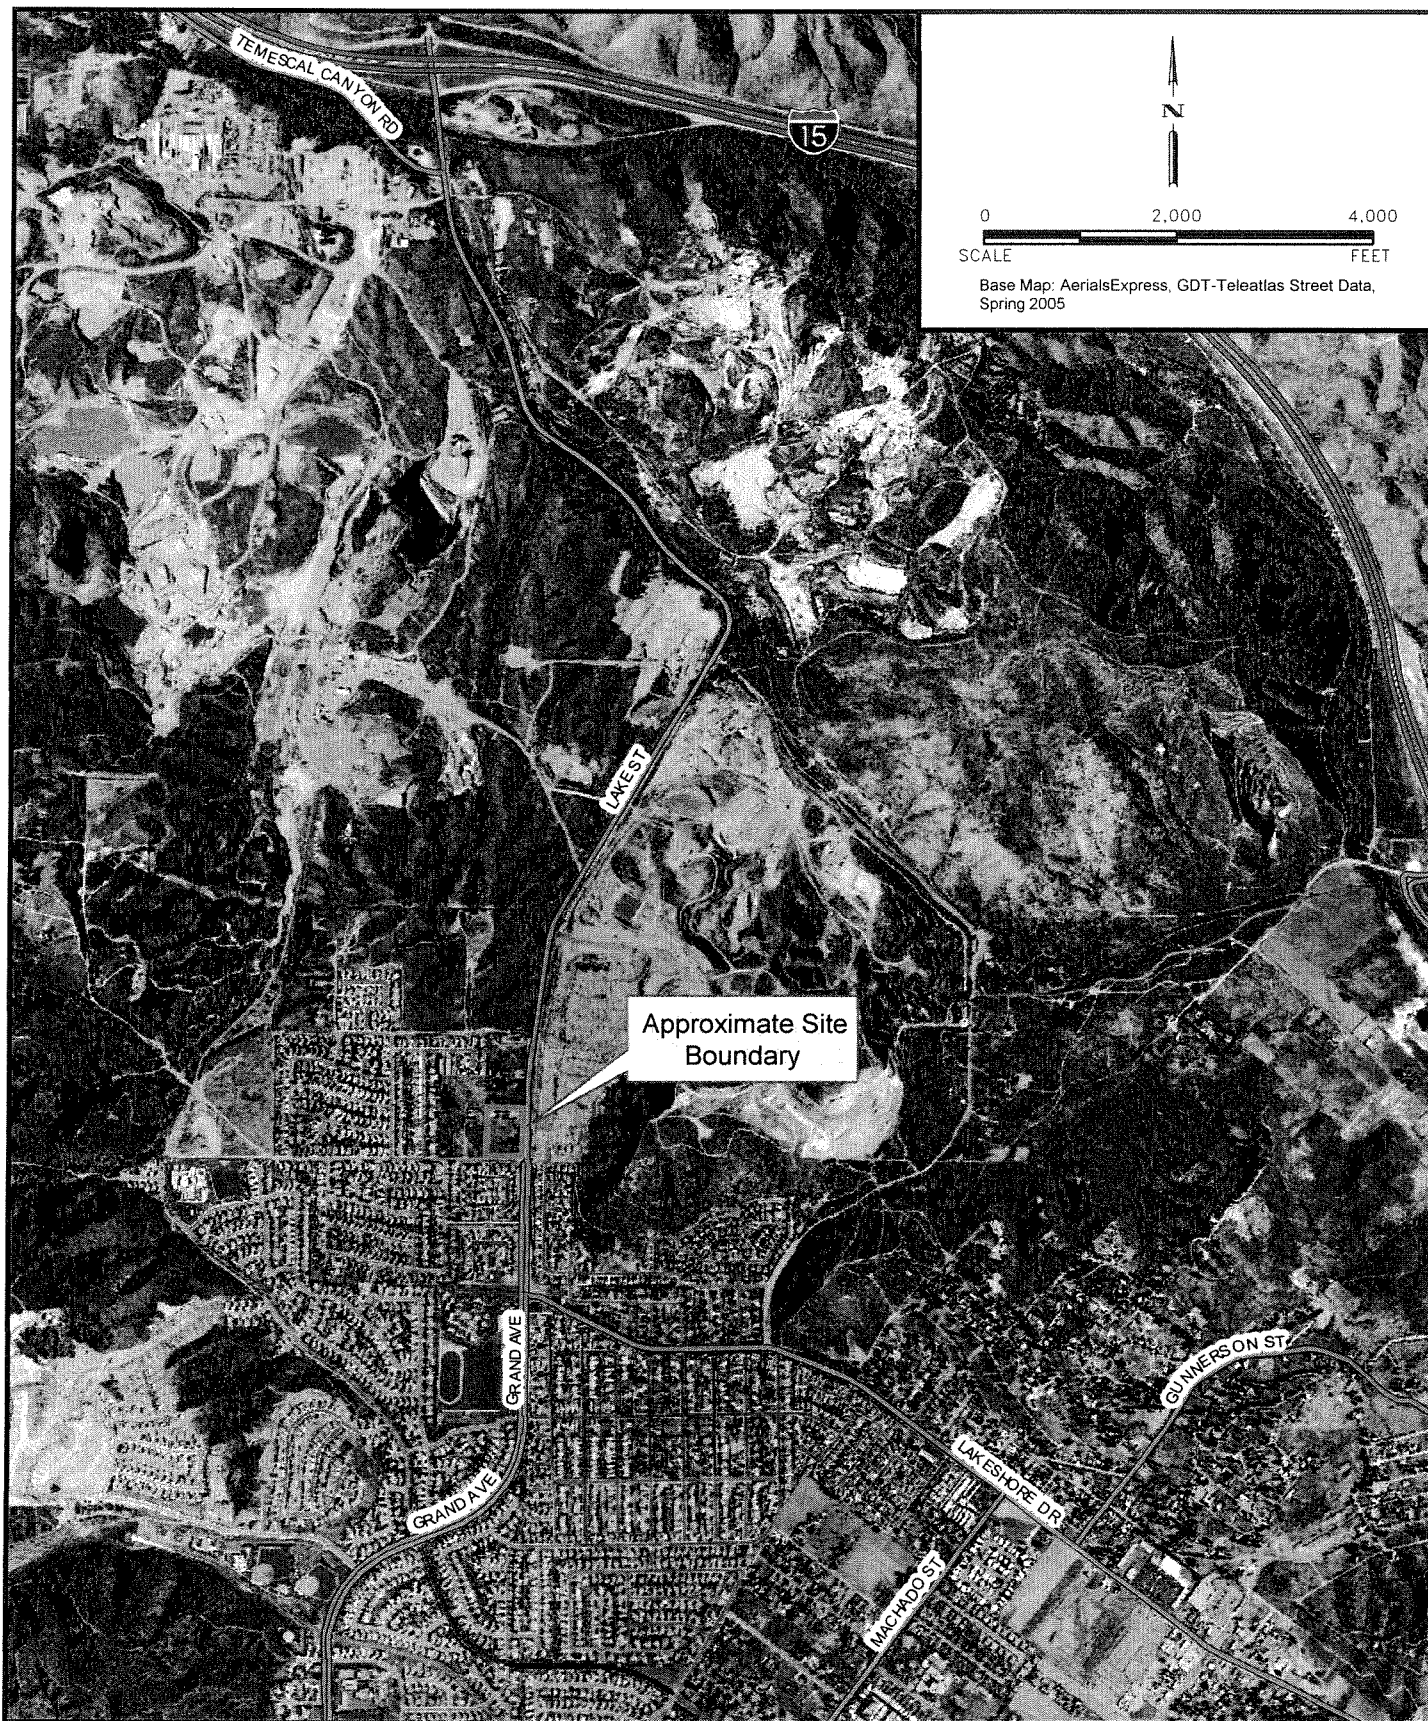 TEMESCAL CANYON RD
15
N
0 2,000 4,000
SCALE FEET
Base Map: AerialsExpress, GDT-Teleatlas Street Data,
Spring 2005
LAKE ST
Approximate Site
Boundary
GRAND AVE
GUNNERSON ST
GRAND AVE
LAKESHORE DR
MACHADO ST